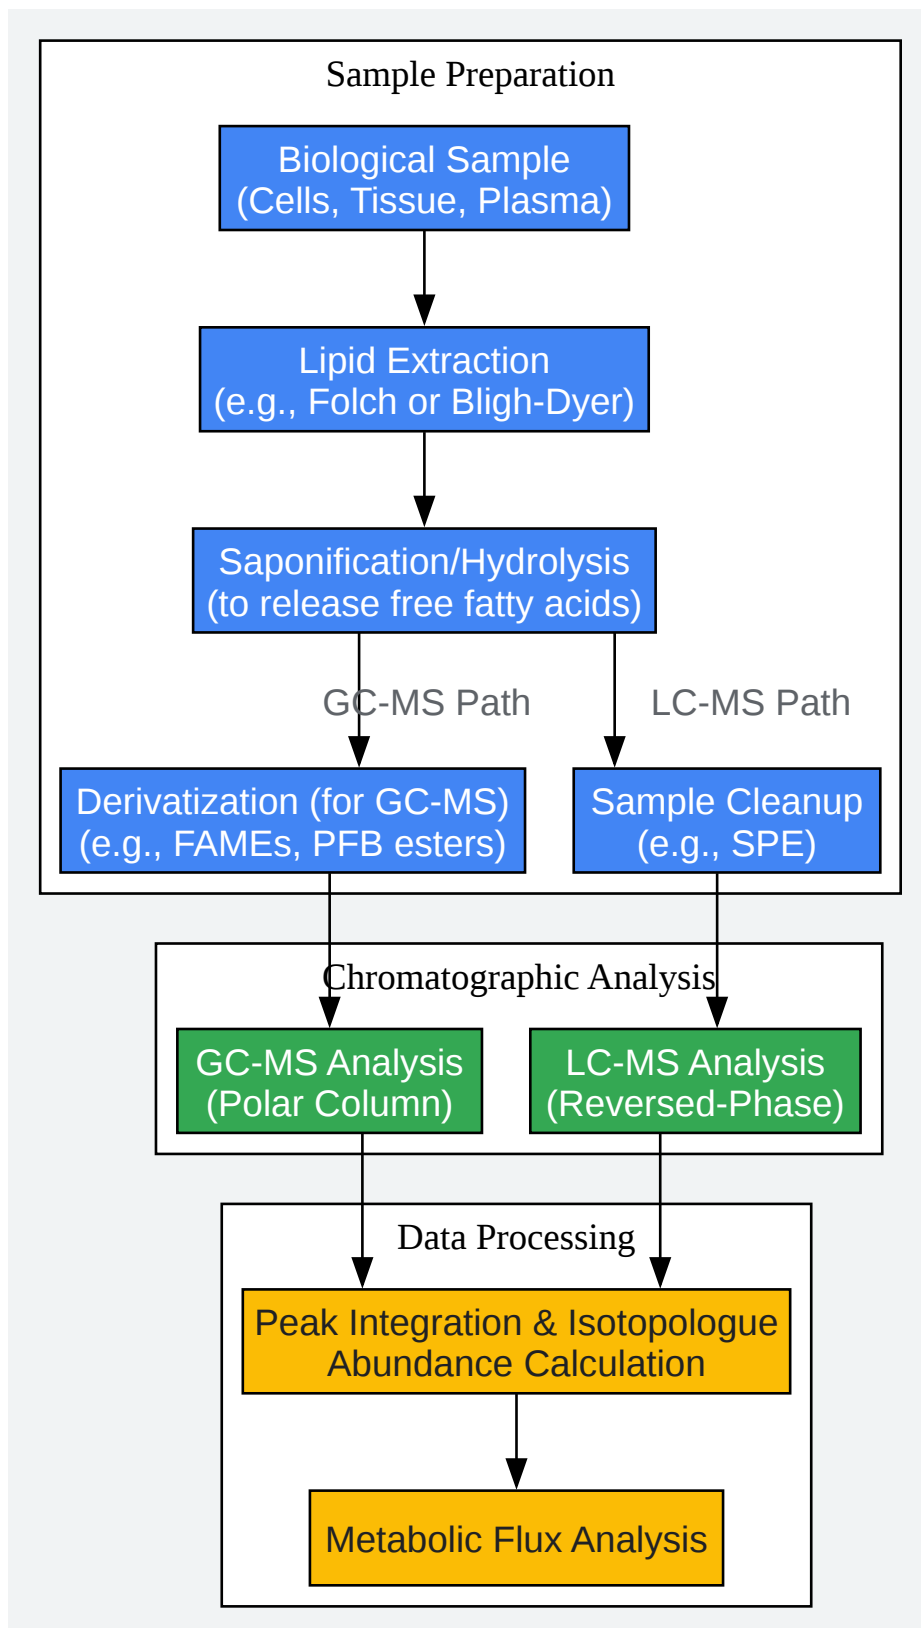 Sample Preparation
Biological Sample
(Cells, Tissue, Plasma)
Lipid Extraction
(e.g., Folch or Bligh-Dyer)
Saponification/Hydrolysis
(to release free fatty acids)
GC-MS Path
LC-MS Path
Derivatization (for GC-MS)
(e.g., FAMEs, PFB esters)
Sample Cleanup
(e.g., SPE)
Chromatographic Analysis
GC-MS Analysis
(Polar Column)
LC-MS Analysis
(Reversed-Phase)
Data Processing
Peak Integration & Isotopologue
Abundance Calculation
Metabolic Flux Analysis